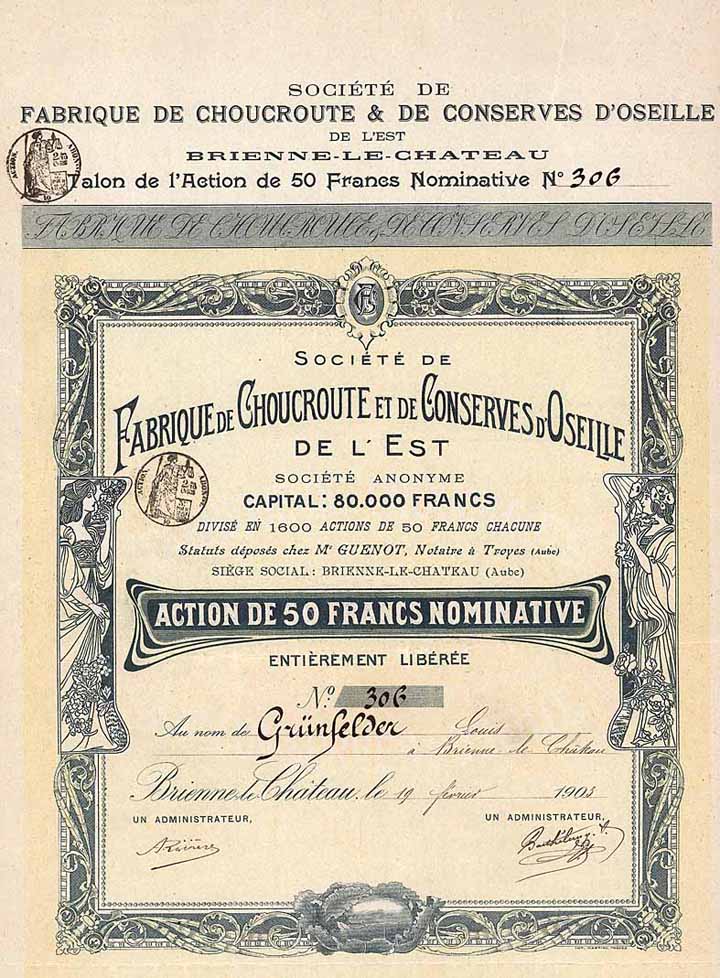 SOCIÉTÉ DE
FABRIQUE DE CHOUCROUTE & DE CONSERVES D'OSEILLE
DE L'EST
BRIENNE-LE-CHATEAU
Talon de l'Action de 50 Francs Nominative N° 306
FABRIQUE DE CHOUCROUTE & DE CONSERVES D'OSEILLE
SOCIÉTÉ DE
FABRIQUE DE CHOUCROUTE ET DE CONSERVES D'OSEILLE
DE L'EST
SOCIÉTÉ ANONYME
CAPITAL: 80.000 FRANCS
DIVISÉ EN 1600 ACTIONS DE 50 FRANCS CHACUNE
Statuts déposés chez Me GUENOT, Notaire à Troyes (Aube)
SIÈGE SOCIAL: BRIENNE-LE-CHATEAU (Aube)
ACTION DE 50 FRANCS NOMINATIVE
ENTIÈREMENT LIBÉRÉE
No. 306
Au nom de Grünfelder Louis
à Brienne le Château
Brienne-le-Château, le 19 février 1903
UN ADMINISTRATEUR, UN ADMINISTRATEUR,